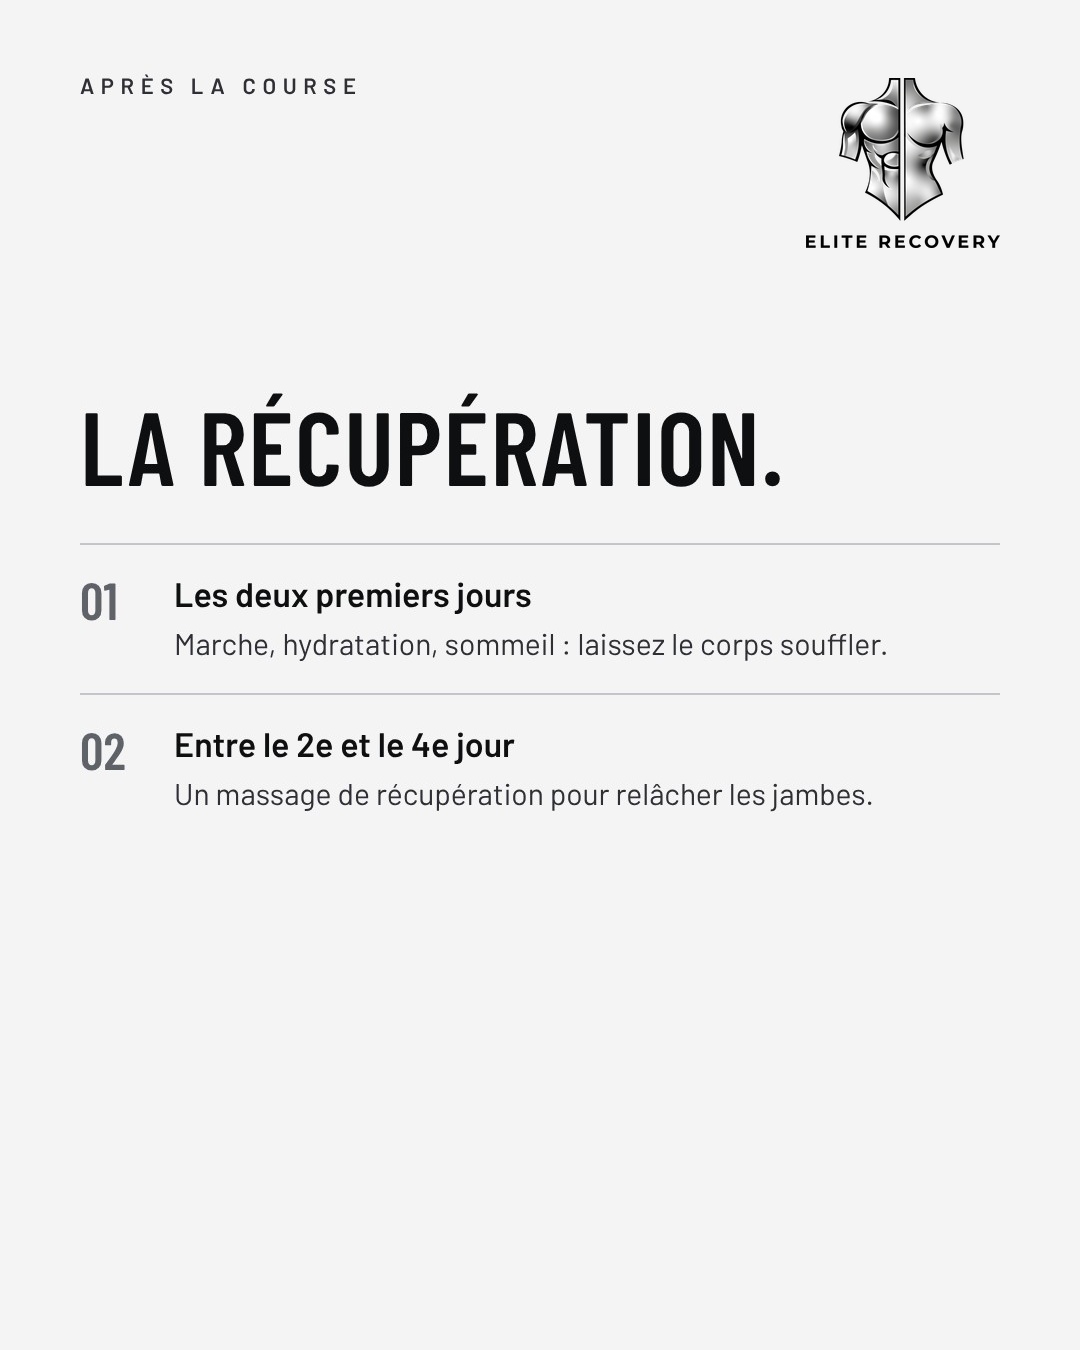 APRÈS LA COURSE
ELITE RECOVERY
LA RÉCUPÉRATION.
01
Les deux premiers jours
Marche, hydratation, sommeil : laissez le corps souffler.
02
Entre le 2e et le 4e jour
Un massage de récupération pour relâcher les jambes.